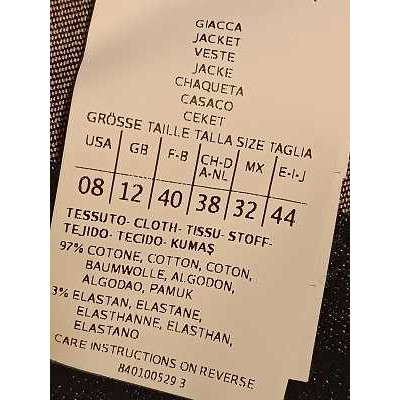 GIACCA
JACKET
VESTE
JACKE
CHAQUETA
CASACO
CEKET
GRÖSSE TAILLE TALLA SIZE TAGLIA
USA GB F-B CH-D A-NL MX E-I-J
08 12 40 38 32 44
TESSUTO- CLOTH- TISSU- STOFF-
TEJIDO- TECIDO- KUMAŞ
97% COTONE, COTTON, COTON,
BAUMWOLLE, ALGODON,
ALGODAO, PAMUK
3% ELASTAN, ELASTANE,
ELASTHANNE, ELASTHAN,
ELASTANO
CARE INSTRUCTIONS ON REVERSE
840100529 3